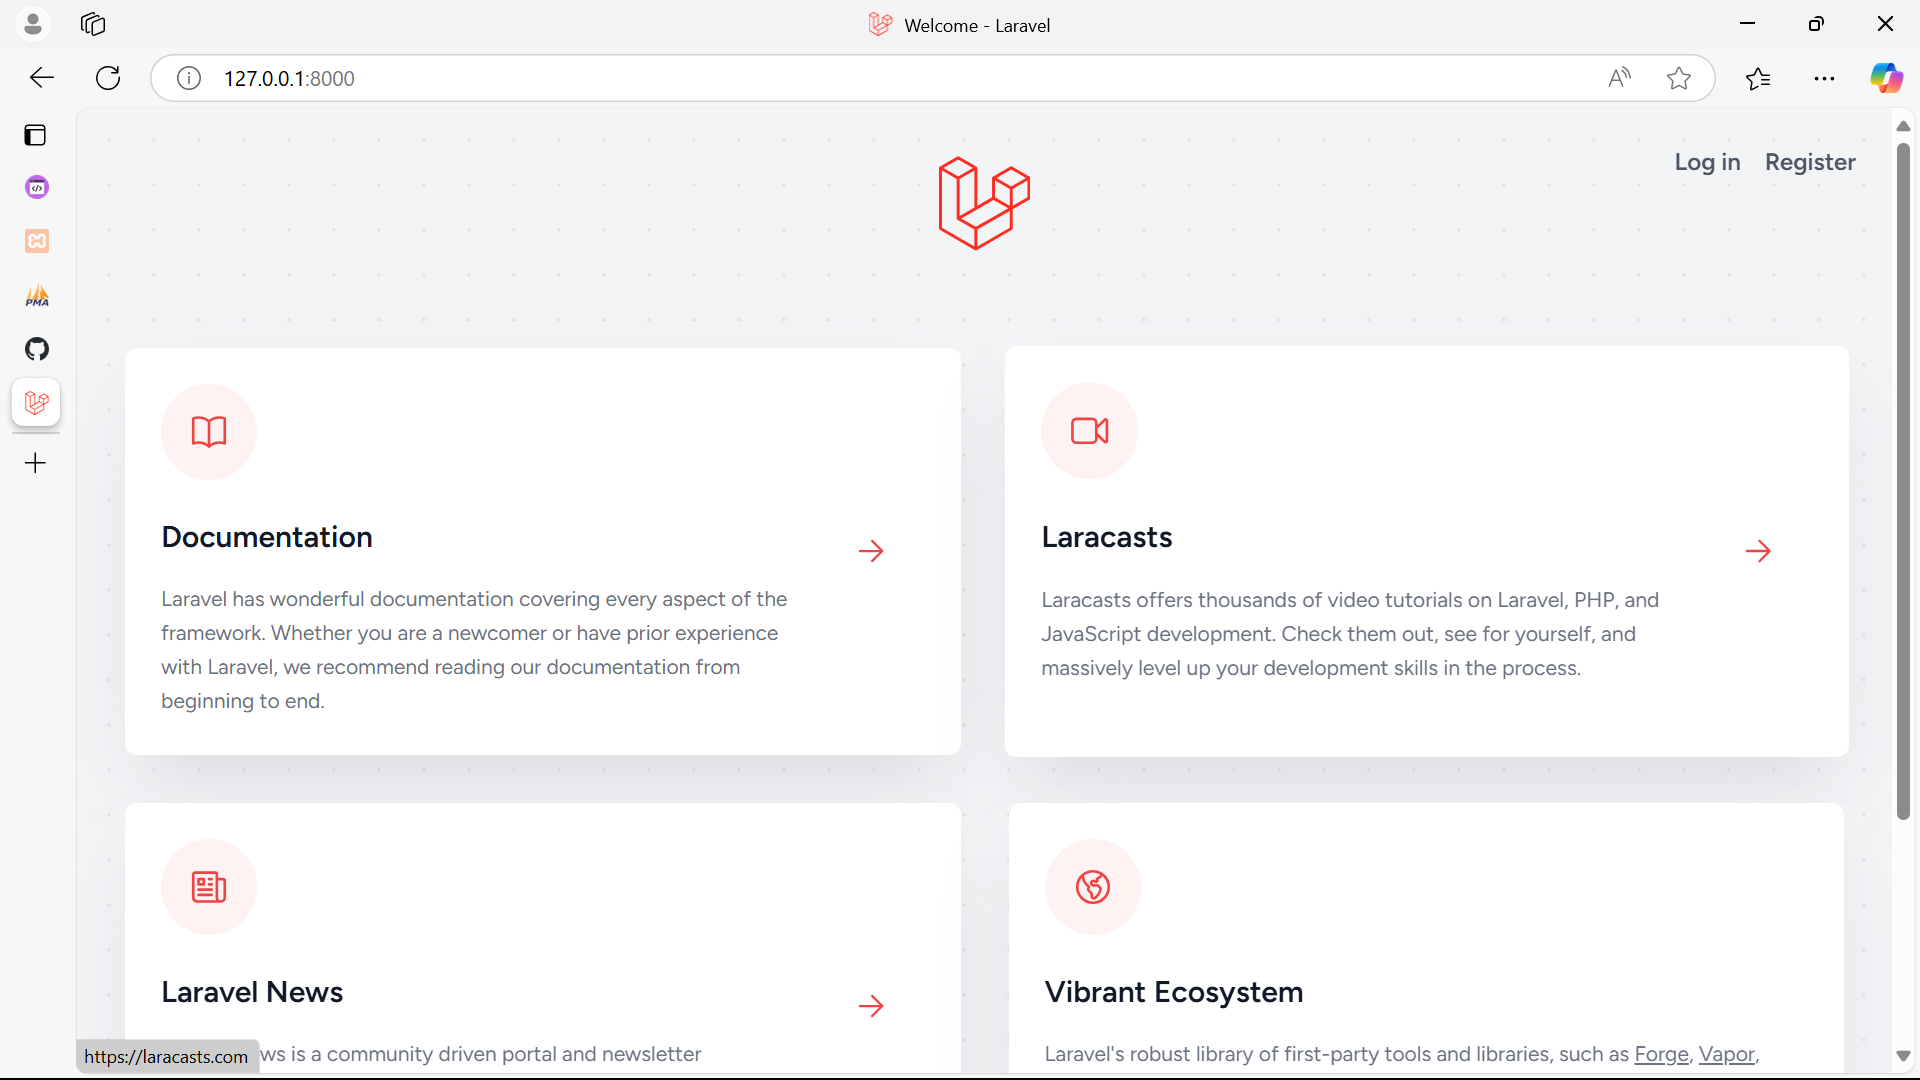 Welcome - Laravel
127.0.0.1:8000
Log in
Register
PMA
Documentation
Laravel has wonderful documentation covering every aspect of the
framework. Whether you are a newcomer or have prior experience
with Laravel, we recommend reading our documentation from
beginning to end.
Laracasts
Laracasts offers thousands of video tutorials on Laravel, PHP, and
JavaScript development. Check them out, see for yourself, and
massively level up your development skills in the process.
Laravel News
ws is a community driven portal and newsletter
Vibrant Ecosystem
Laravel's robust library of first-party tools and libraries, such as Forge, Vapor,
https://laracasts.com